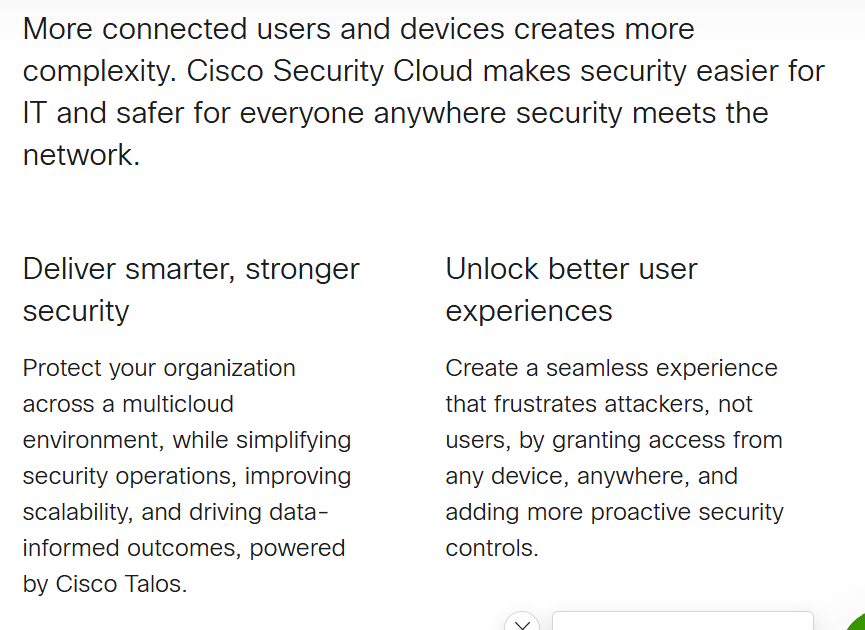 More connected users and devices creates more
complexity. Cisco Security Cloud makes security easier for
IT and safer for everyone anywhere security meets the
network.
Deliver smarter, stronger
security
Protect your organization
across a multicloud
environment, while simplifying
security operations, improving
scalability, and driving data-
informed outcomes, powered
by Cisco Talos.
Unlock better user
experiences
Create a seamless experience
that frustrates attackers, not
users, by granting access from
any device, anywhere, and
adding more proactive security
controls.